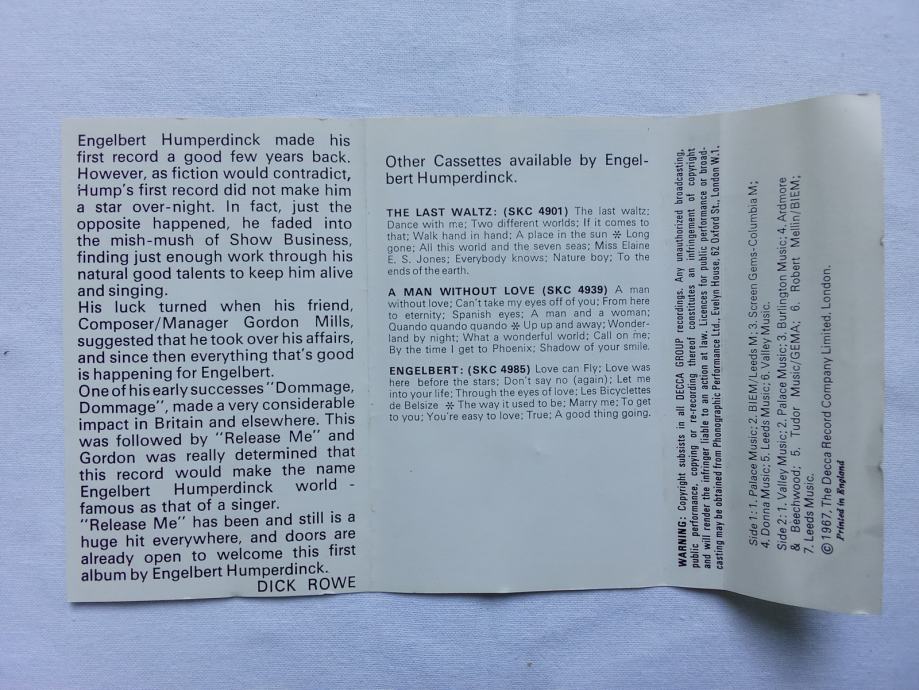 Engelbert Humperdinck made his
first record a good few years back.
However, as fiction would contradict,
Hump's first record did not make him
a star over-night. In fact, just the
opposite happened, he faded into
the mish-mush of Show Business,
finding just enough work through his
natural good talents to keep him alive
and singing.
His luck turned when his friend,
Composer/Manager Gordon Mills,
suggested that he took over his affairs,
and since then everything that's good
is happening for Engelbert.
One of his early successes "Dommage,
Dommage", made a very considerable
impact in Britain and elsewhere. This
was followed by "Release Me" and
Gordon was really determined that
this record would make the name
Engelbert Humperdinck world -
famous as that of a singer.
"Release Me" has been and still is a
huge hit everywhere, and doors are
already open to welcome this first
album by Engelbert Humperdinck.
DICK ROWE
Other Cassettes available by Engel-
bert Humperdinck.
THE LAST WALTZ: (SKC 4901) The last waltz;
Dance with me; Two different worlds; If it comes to
that; Walk hand in hand; A place in the sun ✻ Long
gone; All this world and the seven seas; Miss Elaine
E. S. Jones; Everybody knows; Nature boy; To the
ends of the earth.
A MAN WITHOUT LOVE (SKC 4939) A man
without love; Can't take my eyes off of you; From here
to eternity; Spanish eyes; A man and a woman;
Quando quando quando ✻ Up up and away; Wonder-
land by night; What a wonderful world; Call on me;
By the time I get to Phoenix; Shadow of your smile.
ENGELBERT: (SKC 4985) Love can Fly; Love was
here before the stars; Don't say no (again); Let me
into your life; Through the eyes of love; Les Bicyclettes
de Belsize ✻ The way it used to be; Marry me; To get
to you; You're easy to love; True; A good thing going.
WARNING: Copyright subsists in all DECCA GROUP recordings. Any unauthorized broadcasting,
public performance, copying or re-recording thereof constitutes an infringement of copyright
and will render the infringer liable to an action at law. Licences for public performance or broad-
casting may be obtained from Phonographic Performance Ltd., Evelyn House, 62 Oxford St., London W.1.
Side 1: 1. Palace Music; 2. BIEM/Leeds M; 3. Screen Gems-Columbia M;
4. Donna Music; 5. Leeds Music; 6. Valley Music.
Side 2: 1. Valley Music; 2. Palace Music; 3. Burlington Music; 4. Ardmore
& Beechwood; 5. Tudor Music/GEMA; 6. Robert Mellin/BIEM;
7. Leeds Music.
© 1967, The Decca Record Company Limited, London.
Printed in England